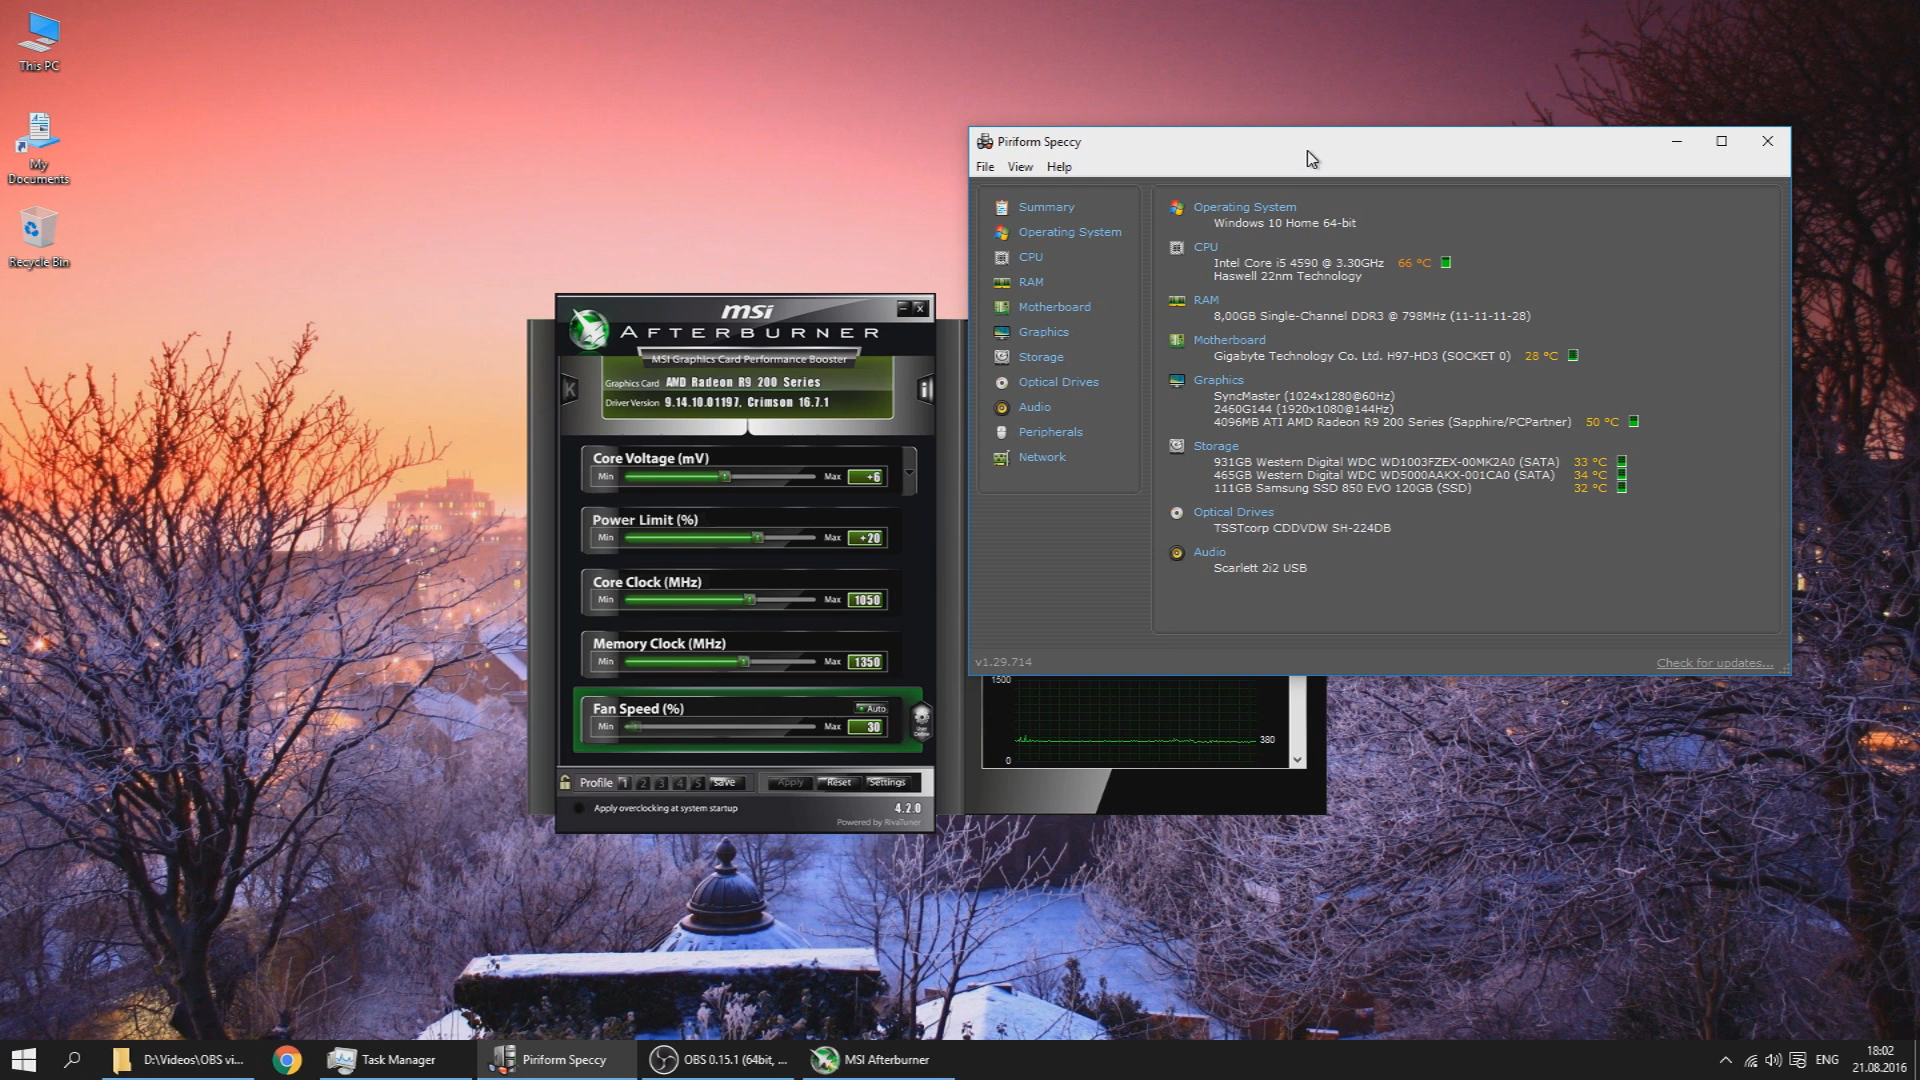 This PC
My
Documents
Recycle Bin
msi
AFTERBURNER
MSI Graphics Card Performance Booster
K
i
Graphics Card AMD Radeon R9 200 Series
Driver Version 9.14.10.01197, Crimson 16.7.1
Core Voltage (mV)
Min Max +6
Power Limit (%)
Min Max +20
Core Clock (MHz)
Min Max 1050
Memory Clock (MHz)
Min Max 1350
Fan Speed (%) Auto
Min Max 30
User
Define
Profile 1 2 3 4 5 Save Apply Reset Settings
Apply overclocking at system startup 4.2.0
Powered by RivaTuner
Piriform Speccy
File View Help
Summary
Operating System
CPU
RAM
Motherboard
Graphics
Storage
Optical Drives
Audio
Peripherals
Network
Operating System
Windows 10 Home 64-bit
CPU
Intel Core i5 4590 @ 3.30GHz 66 °C
Haswell 22nm Technology
RAM
8,00GB Single-Channel DDR3 @ 798MHz (11-11-11-28)
Motherboard
Gigabyte Technology Co. Ltd. H97-HD3 (SOCKET 0) 28 °C
Graphics
SyncMaster (1024x1280@60Hz)
2460G144 (1920x1080@144Hz)
4096MB ATI AMD Radeon R9 200 Series (Sapphire/PCPartner) 50 °C
Storage
931GB Western Digital WDC WD1003FZEX-00MK2A0 (SATA) 33 °C
465GB Western Digital WDC WD5000AAKX-001CA0 (SATA) 34 °C
111GB Samsung SSD 850 EVO 120GB (SSD) 32 °C
Optical Drives
TSSTcorp CDDVDW SH-224DB
Audio
Scarlett 2i2 USB
v1.29.714 Check for updates...
1500
380
0
D:\Videos\OBS vi...
Task Manager
Piriform Speccy
OBS 0.15.1 (64bit, ...
MSI Afterburner
ENG
18:02
21.08.2016